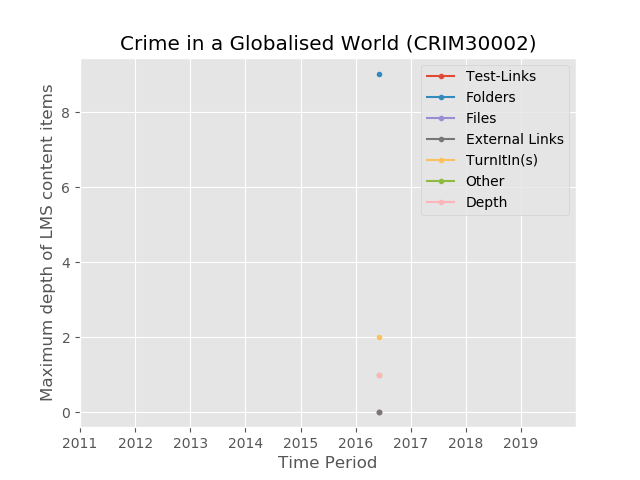 Crime in a Globalised World (CRIM30002)
Test-Links
Folders
Files
External Links
TurnItIn(s)
Other
Depth
Maximum depth of LMS content items
8
6
4
2
0
2011 2012 2013 2014 2015 2016 2017 2018 2019
Time Period